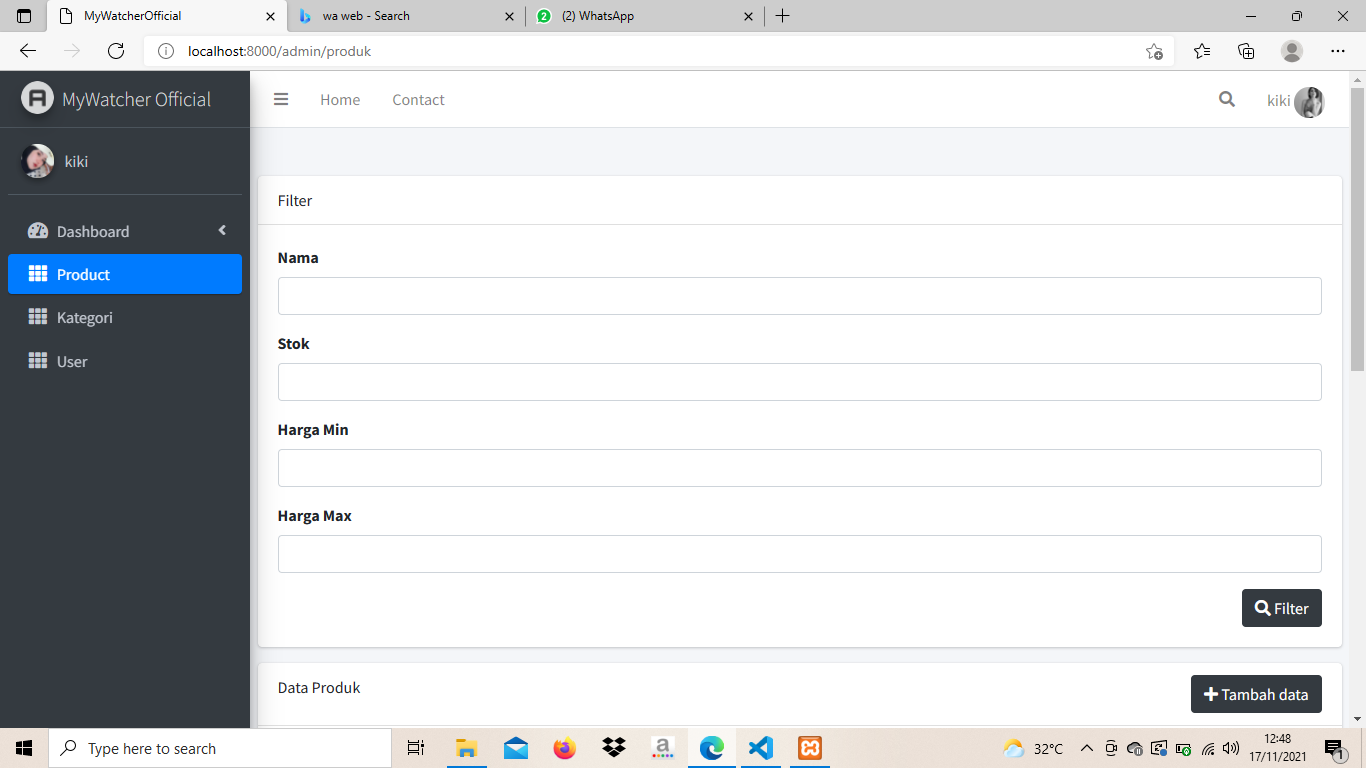 MyWatcherOfficial
wa web - Search
2
(2) WhatsApp
localhost:8000/admin/produk
MyWatcher Official
Home
Contact
kiki
kiki
Dashboard
Product
Kategori
User
Filter
Nama
Stok
Harga Min
Harga Max
Filter
Data Produk
Tambah data
Type here to search
a
32°C
12:48
17/11/2021
1